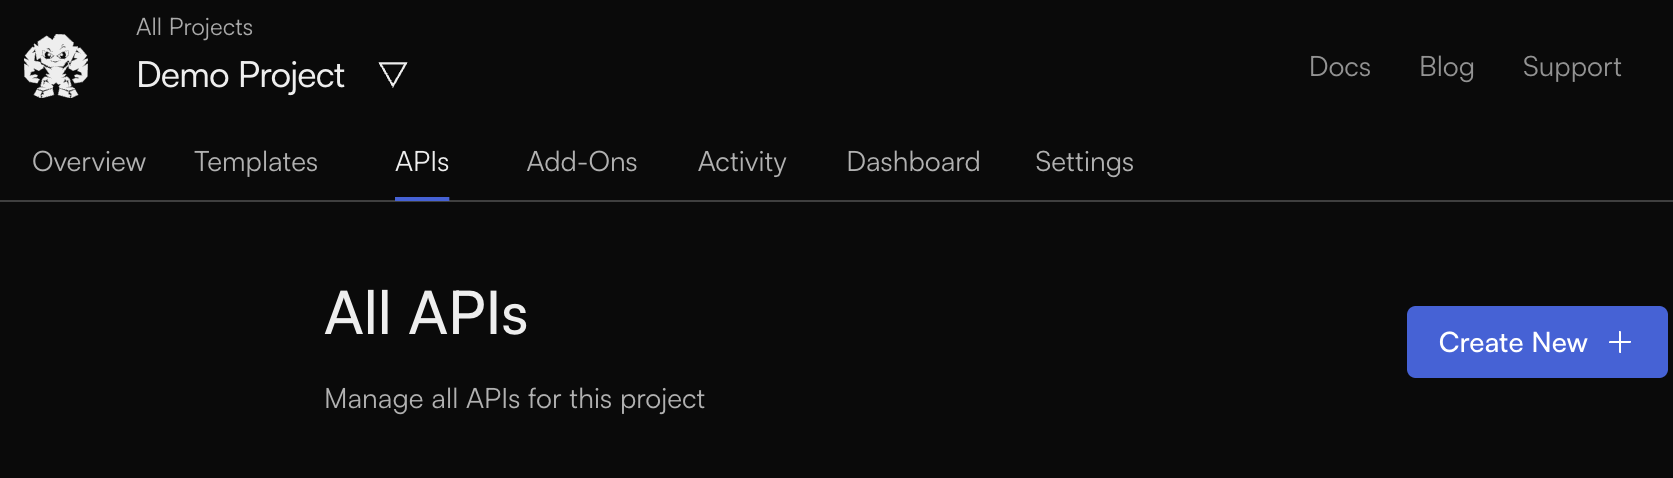 All Projects
Demo Project
Docs Blog Support
Overview Templates APIs Add-Ons Activity Dashboard Settings
All APIs
Create New
Manage all APIs for this project